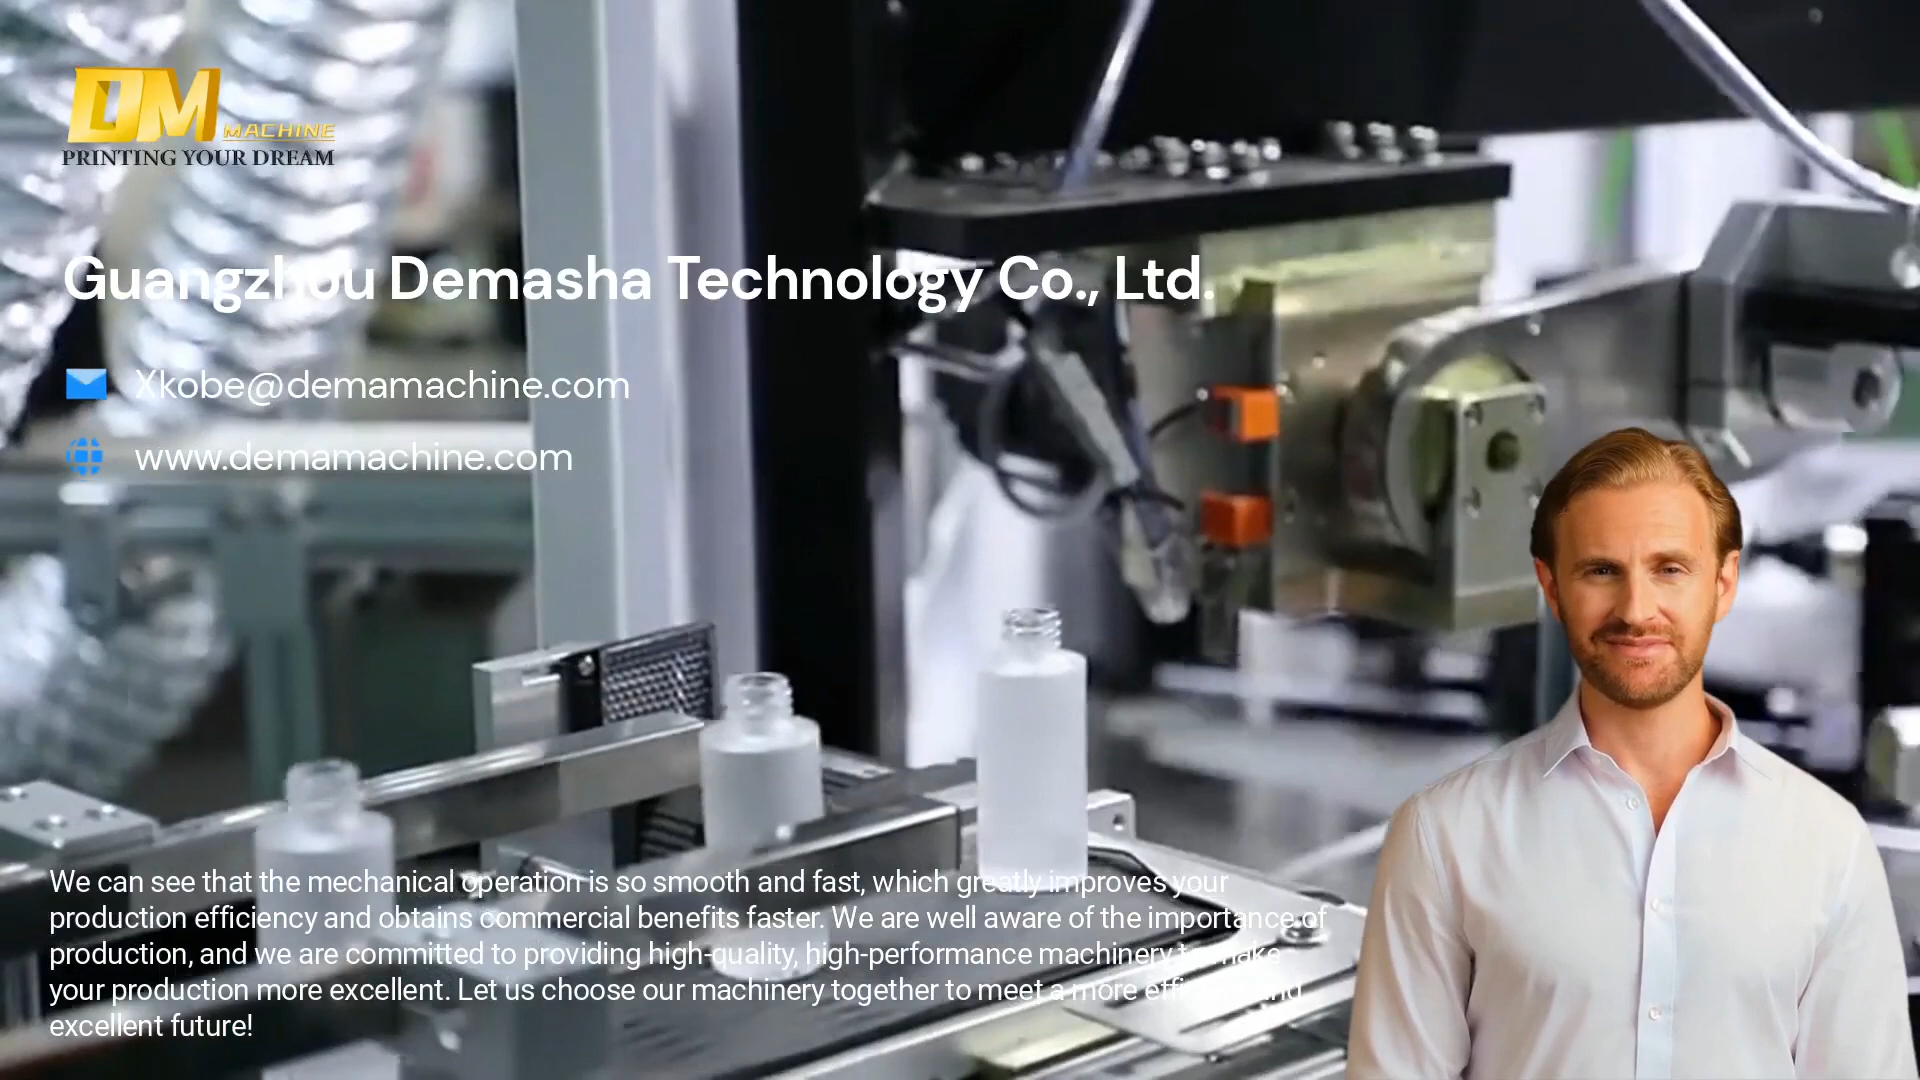 DM MACHINE
PRINTING YOUR DREAM
Guangzhou Demasha Technology Co., Ltd.
Xkobe@demamachine.com
www.demamachine.com
We can see that the mechanical operation is so smooth and fast, which greatly improves your
production efficiency and obtains commercial benefits faster. We are well aware of the importance of
production, and we are committed to providing high-quality, high-performance machinery to make
your production more excellent. Let us choose our machinery together to meet a more efficient and
excellent future!